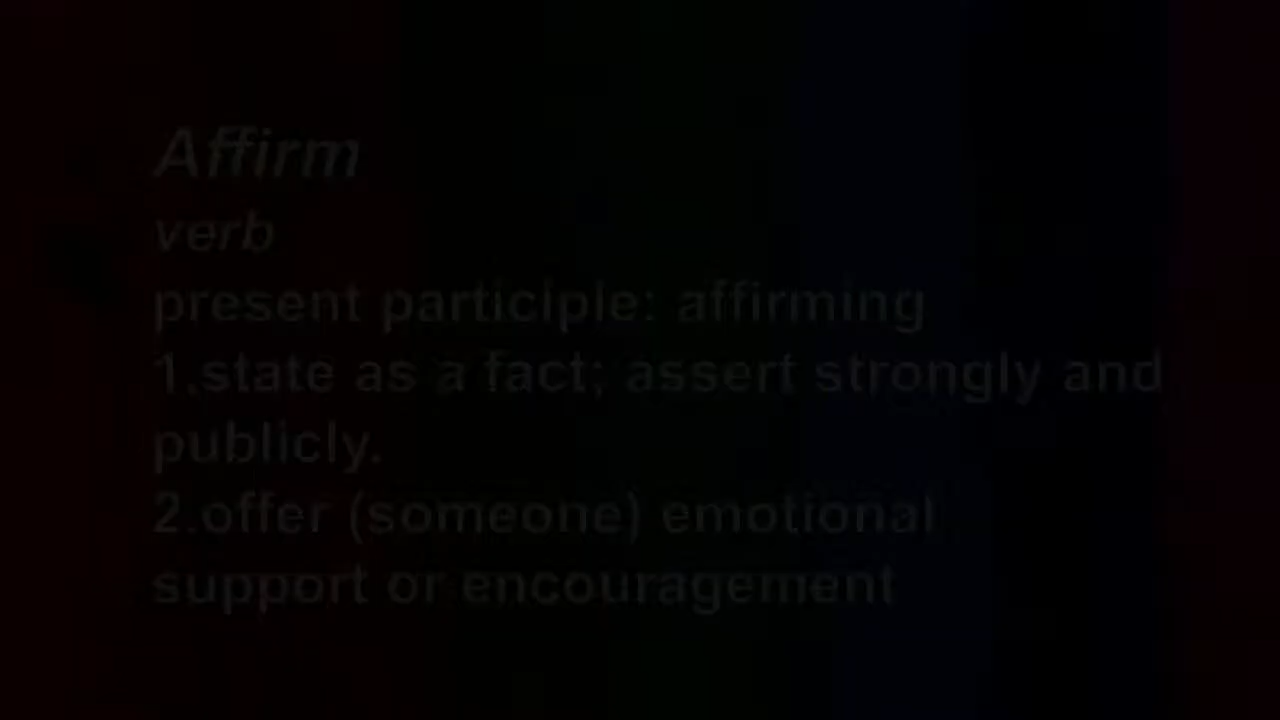 Affirm
verb
present participle: affirming
1.state as a fact; assert strongly and
publicly.
2.offer (someone) emotional
support or encouragement